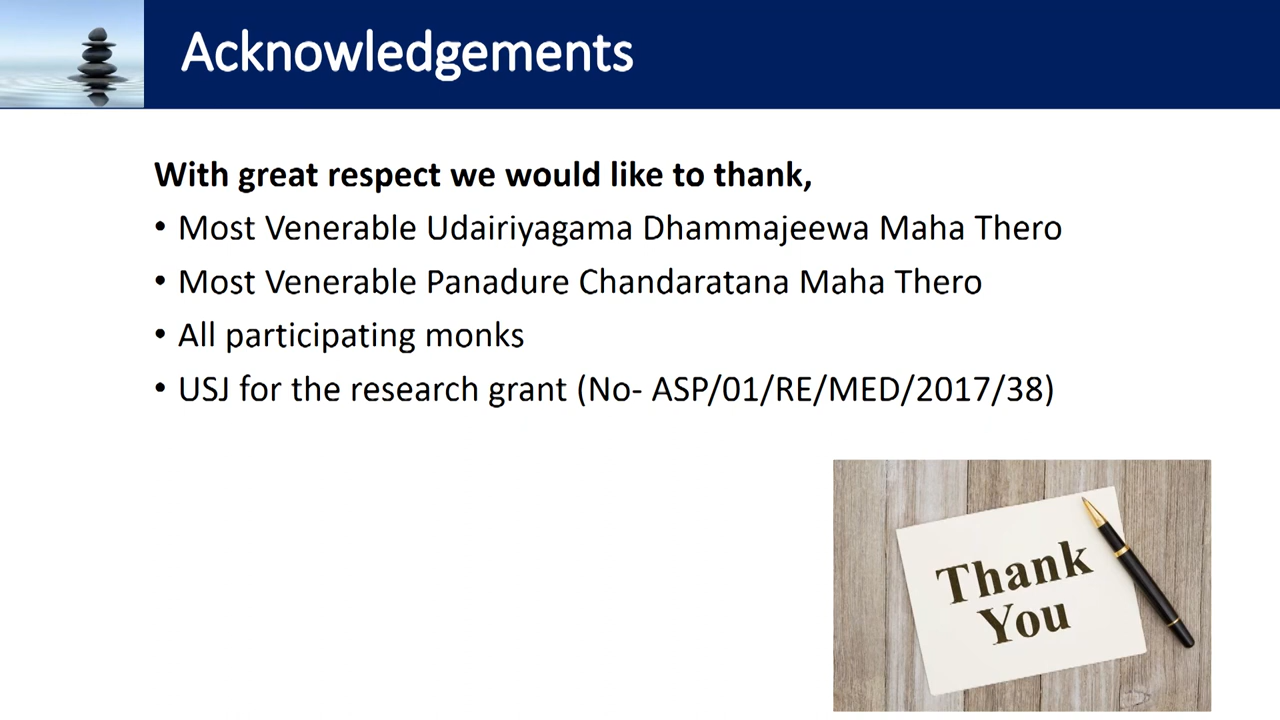 Acknowledgements
With great respect we would like to thank,
• Most Venerable Udairiyagama Dhammajeewa Maha Thero
• Most Venerable Panadure Chandaratana Maha Thero
• All participating monks
• USJ for the research grant (No- ASP/01/RE/MED/2017/38)
Thank
You